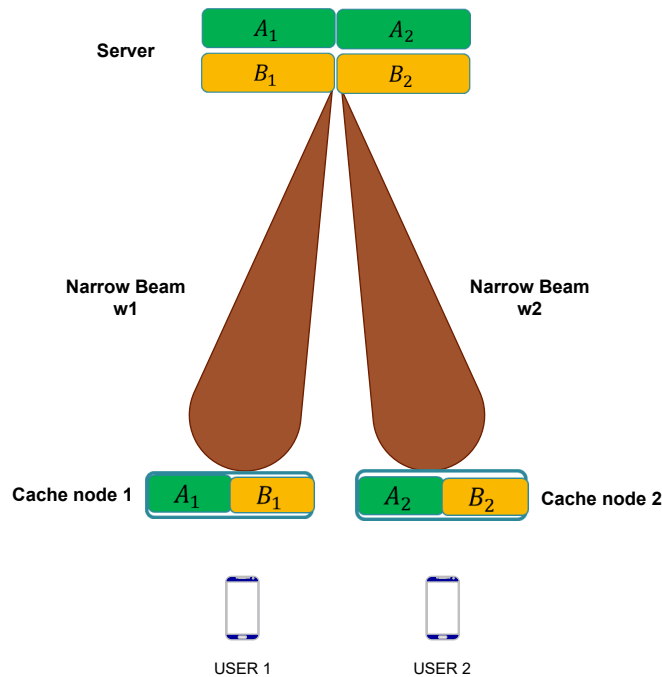 A₁ A₂
Server
B₁ B₂
Narrow Beam
w1
Narrow Beam
w2
Cache node 1
A₁ B₁
A₂ B₂
Cache node 2
USER 1
USER 2